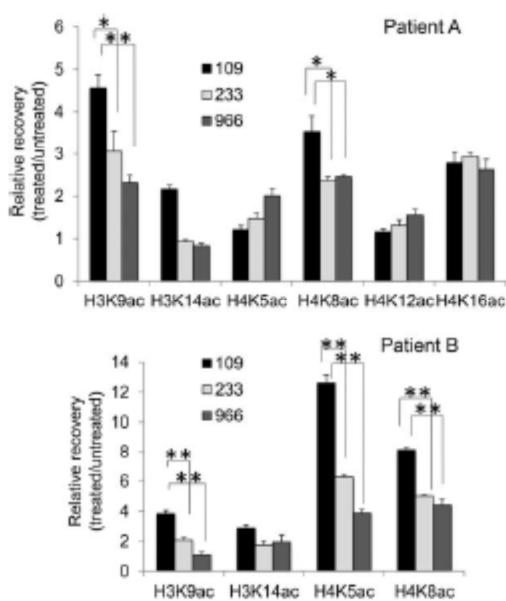 Patient A
Relative recovery
(treated/untreated)
6
5
4
3
2
1
0
* ** * *
109
233
966
H3K9ac H3K14ac H4K5ac H4K8ac H4K12ac H4K16ac
Patient B
Relative recovery
(treated/untreated)
14
12
10
8
6
4
2
0
** ** ** ** ** **
109
233
966
H3K9ac H3K14ac H4K5ac H4K8ac